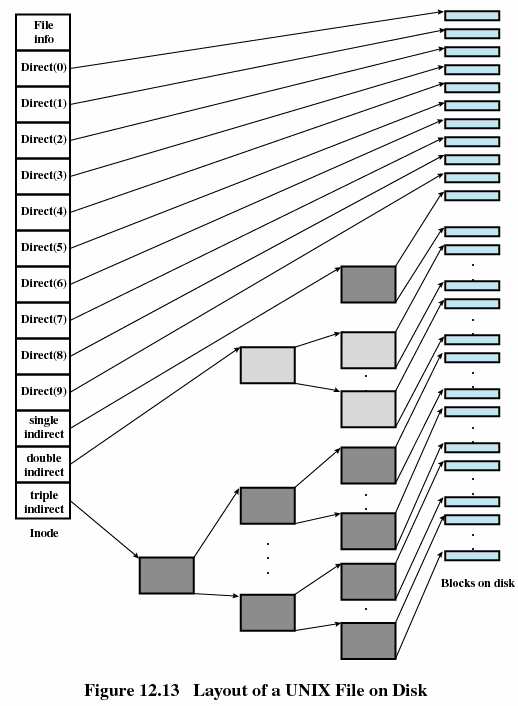 File
info
Direct(0)
Direct(1)
Direct(2)
Direct(3)
Direct(4)
Direct(5)
Direct(6)
Direct(7)
Direct(8)
Direct(9)
single
indirect
double
indirect
triple
indirect
Inode
Blocks on disk
Figure 12.13 Layout of a UNIX File on Disk